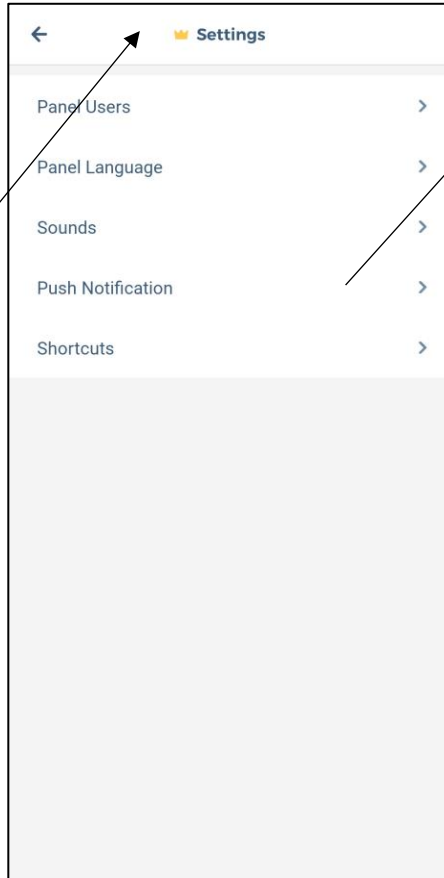 Settings
Panel Users
Panel Language
Sounds
Push Notification
Shortcuts